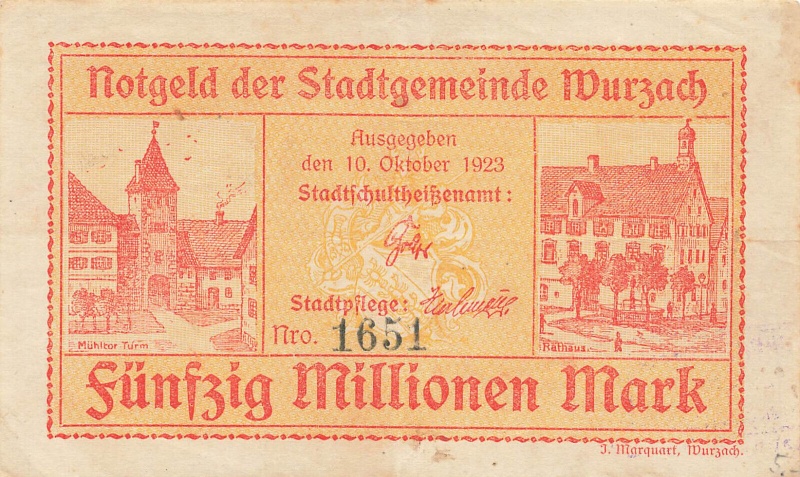 Notgeld der Stadtgemeinde Wurzach
Ausgegeben
den 10. Oktober 1923
Stadtschultheißenamt:
Stadtpflege:
Nro. 1651
Mühltor Turm
Rathaus.
Fünfzig Millionen Mark
J. Marquart, Wurzach.